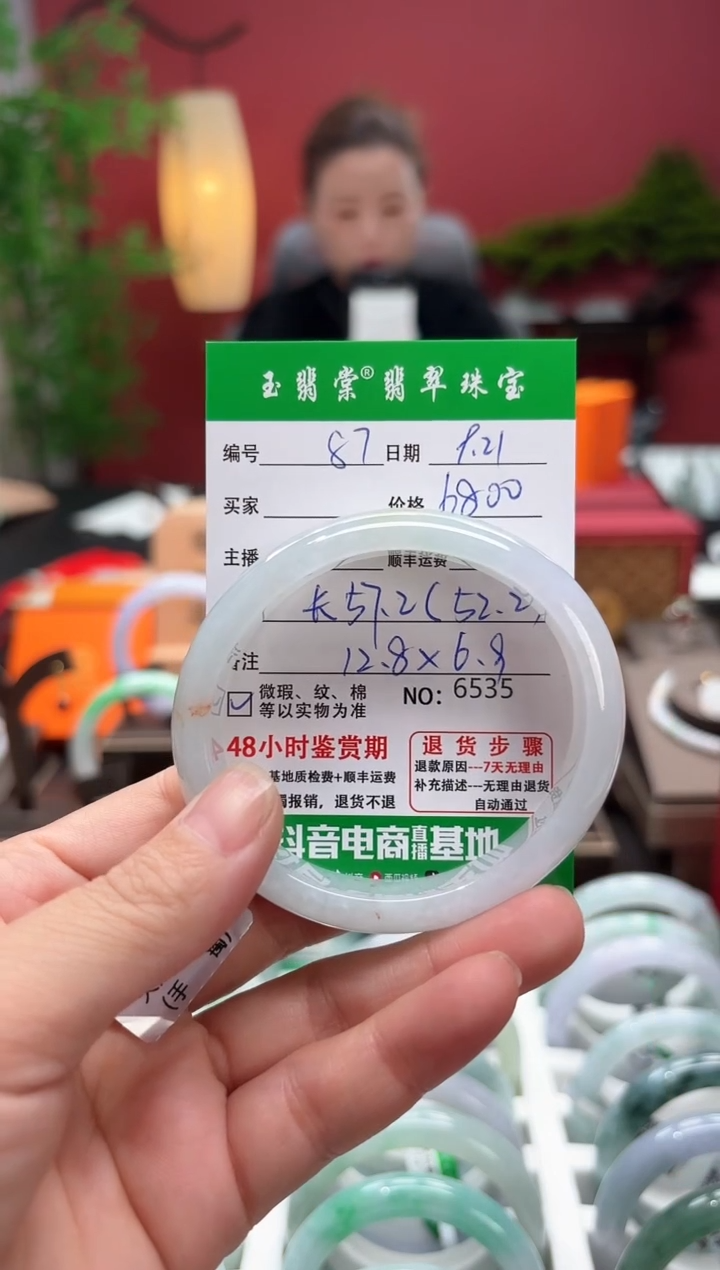 玉翡棠®翡翠珠宝
编号 87 日期 9.21
买家 价格 6800
主播 顺丰运费
长57.2(52.2)
备注 12.8×6.8
微瑕、纹、棉
等以实物为准
NO: 6535
48小时鉴赏期
基地质检费+顺丰运费
报销，退货不退
退货步骤
退款原因---7天无理由
补充描述---无理由退货
自动通过
抖音电商直播基地
(手